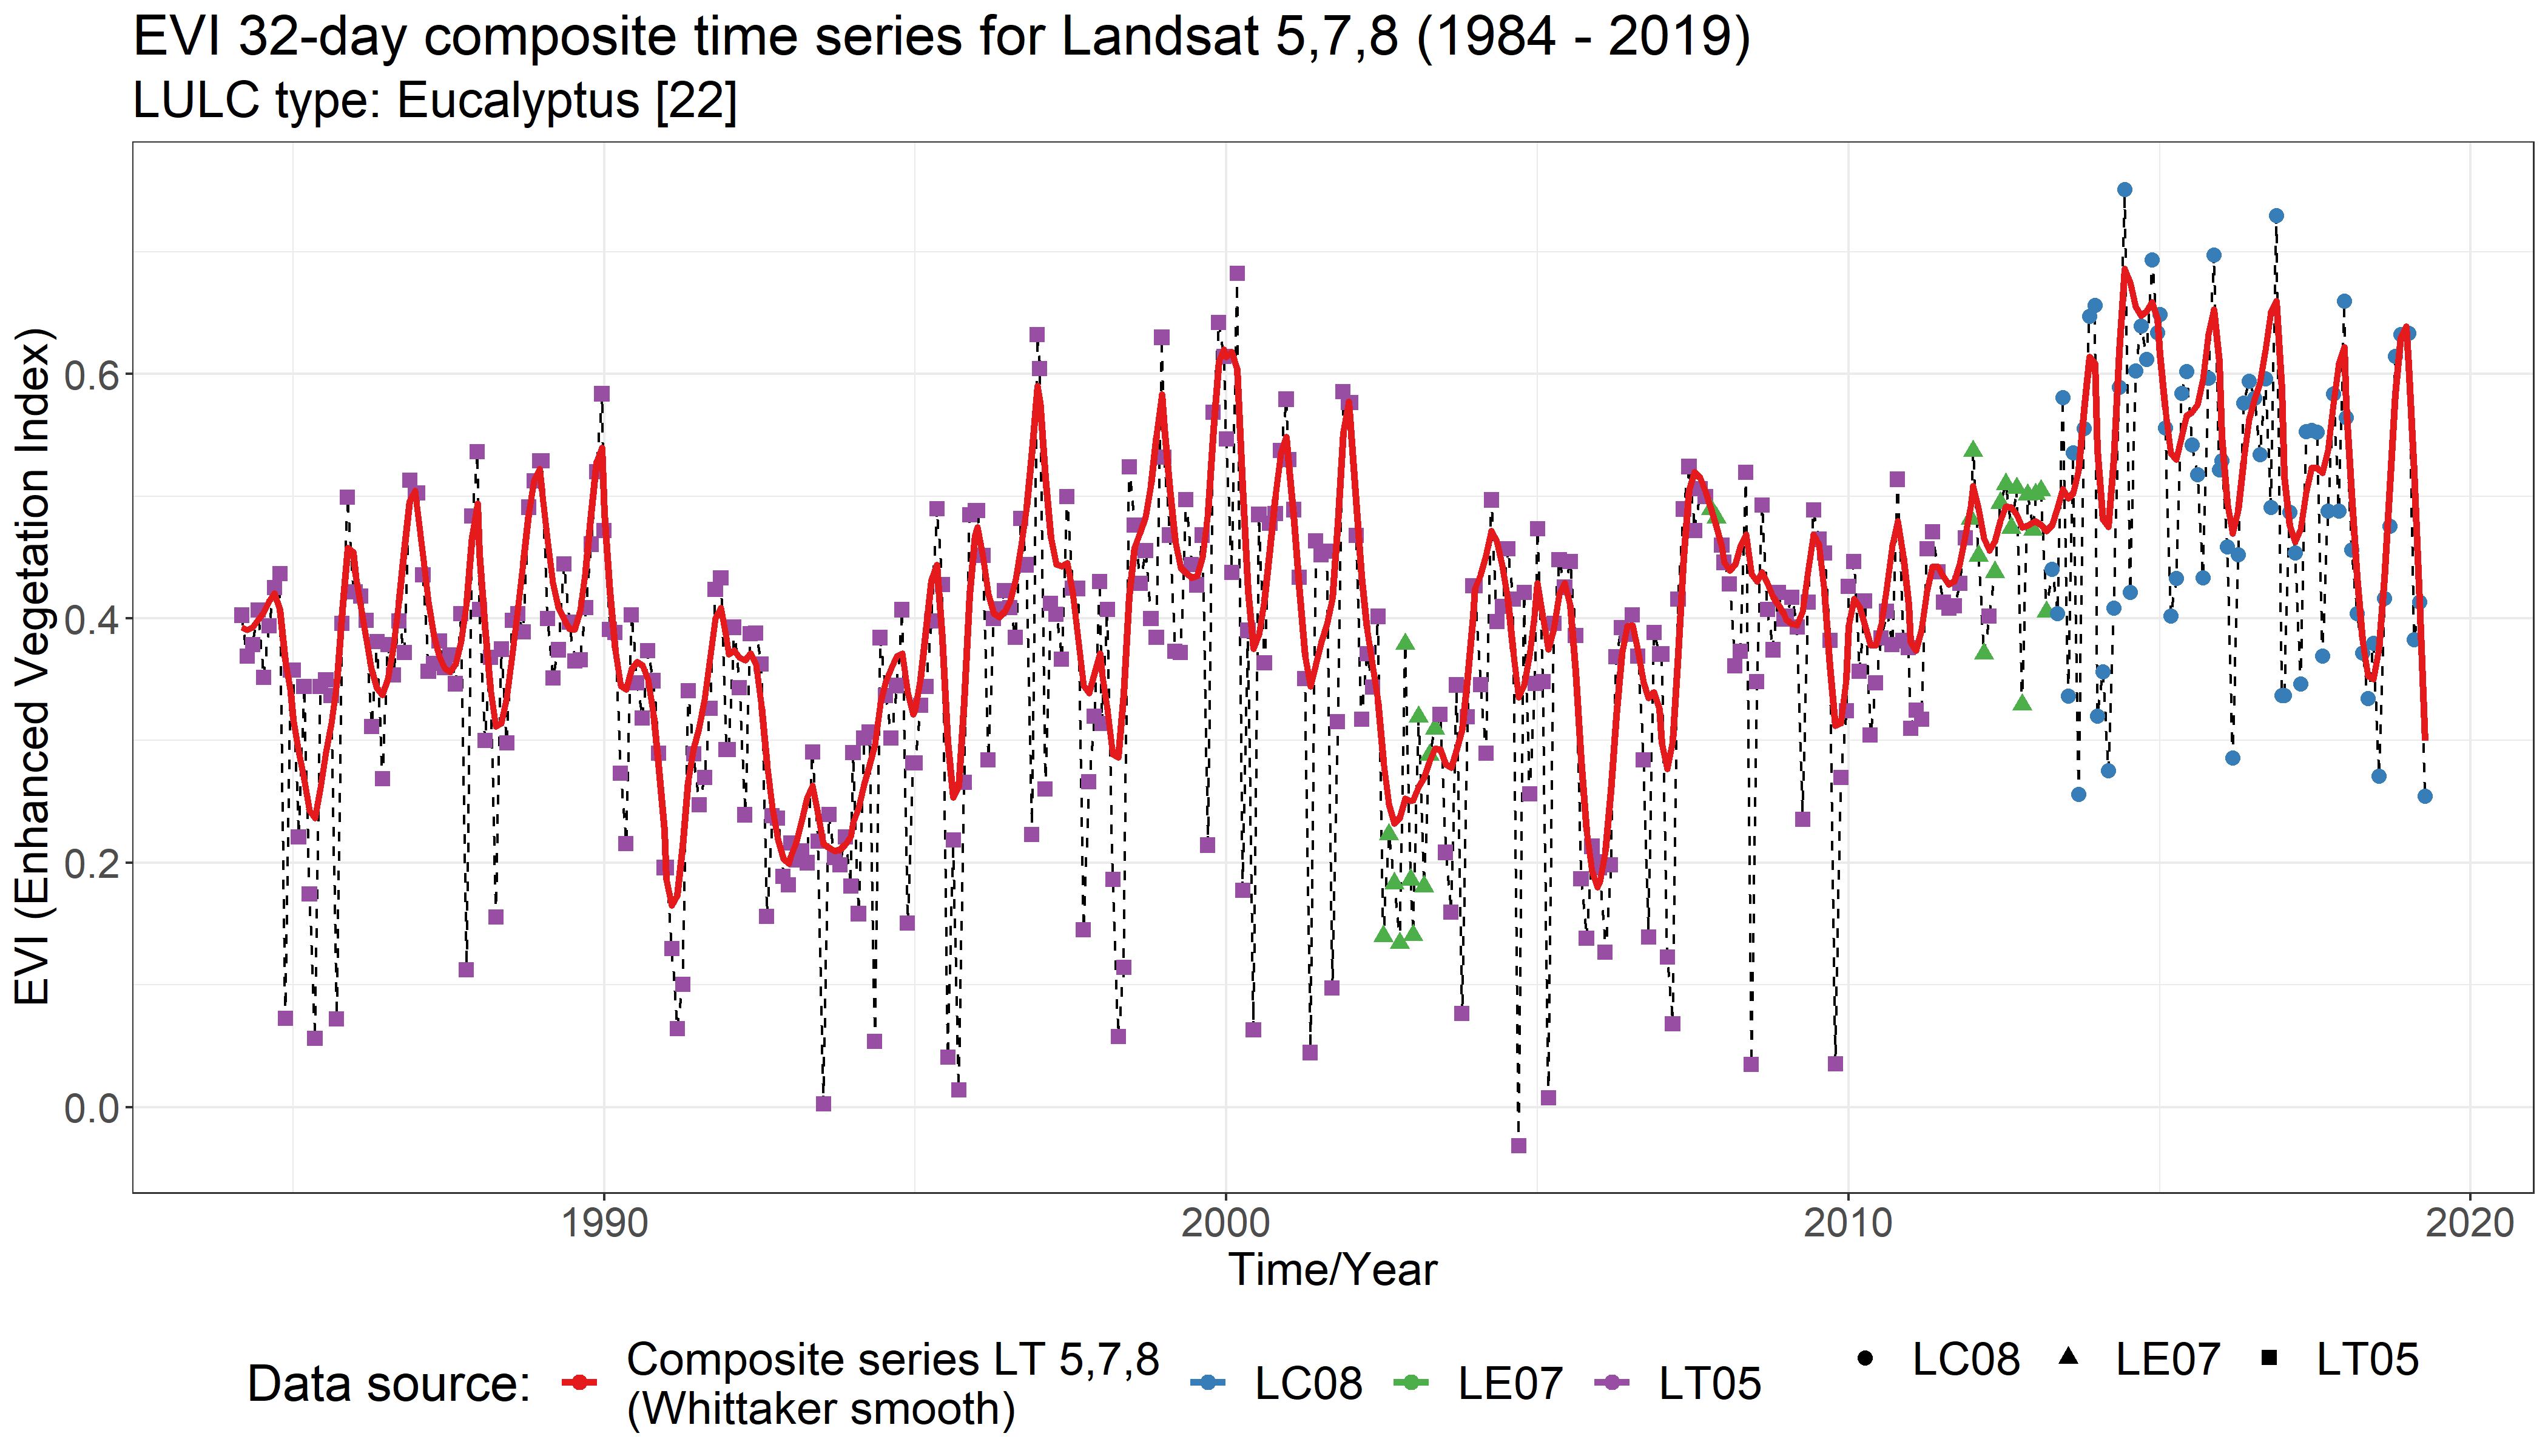 EVI 32-day composite time series for Landsat 5,7,8 (1984 - 2019)
LULC type: Eucalyptus [22]
EVI (Enhanced Vegetation Index)
0.6
0.4
0.2
0.0
1990 2000 2010 2020
Time/Year
Data source: Composite series LT 5,7,8
(Whittaker smooth)
LC08 LE07 LT05
LC08 LE07 LT05